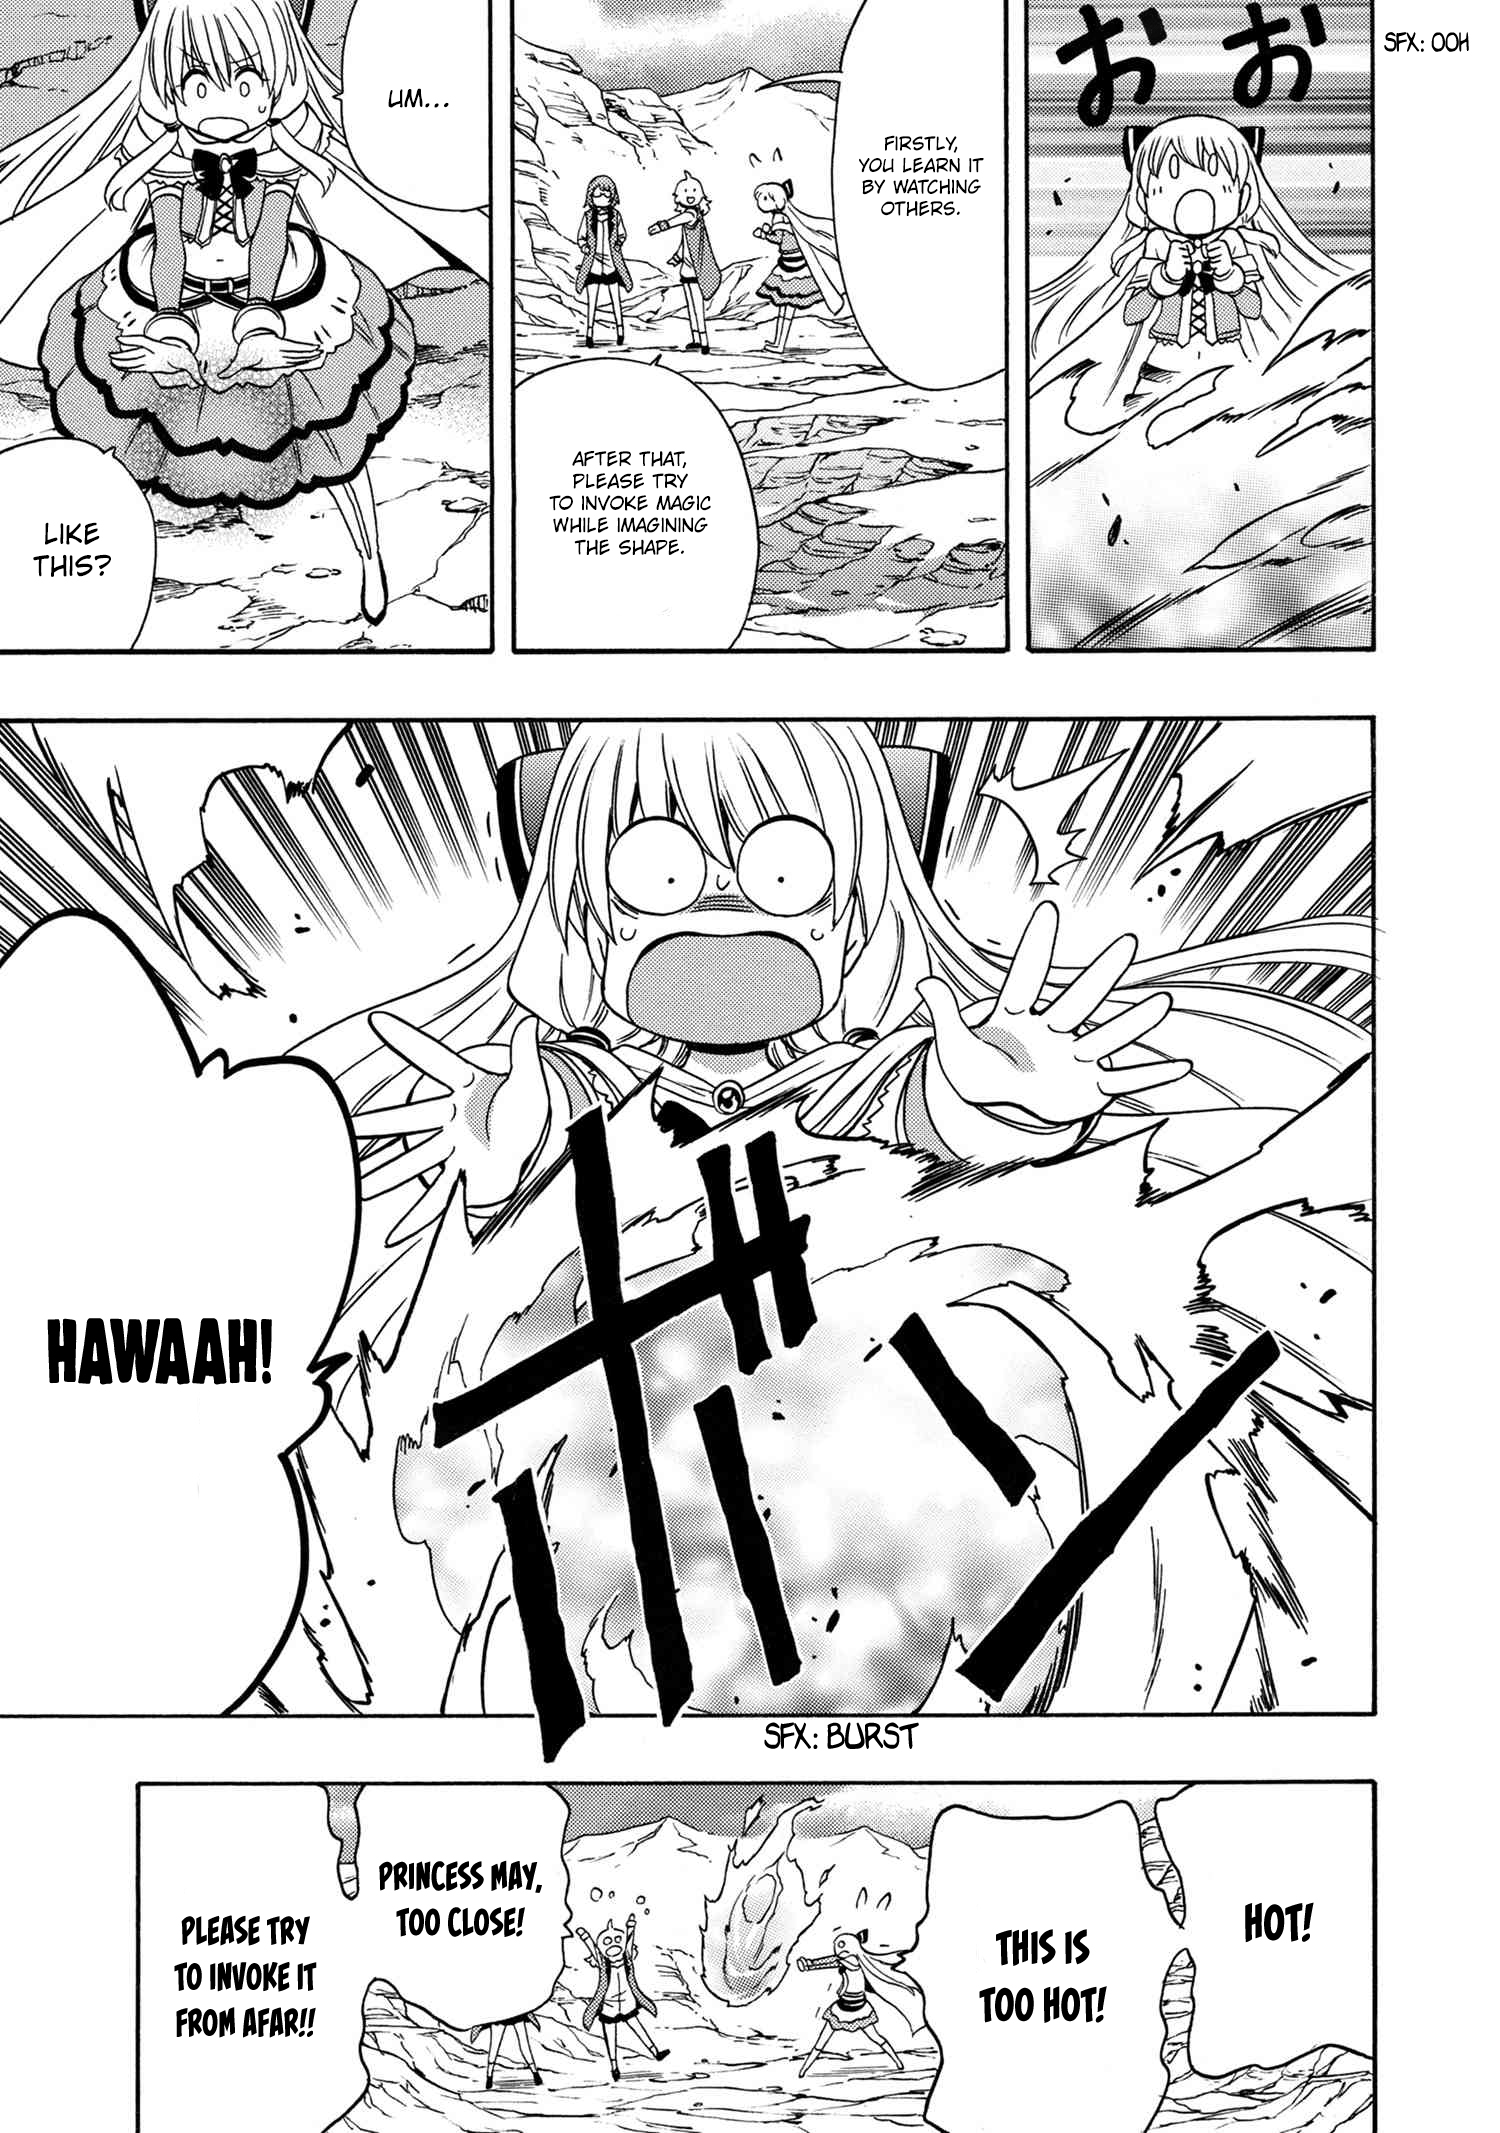 おお
SFX: OOH
FIRSTLY,
YOU LEARN IT
BY WATCHING
OTHERS.
AFTER THAT,
PLEASE TRY
TO INVOKE MAGIC
WHILE IMAGINING
THE SHAPE.
UM...
LIKE
THIS?
HAWAAH!
ボン
SFX: BURST
HOT!
THIS IS
TOO HOT!
PRINCESS MAY,
TOO CLOSE!
PLEASE TRY
TO INVOKE IT
FROM AFAR!!